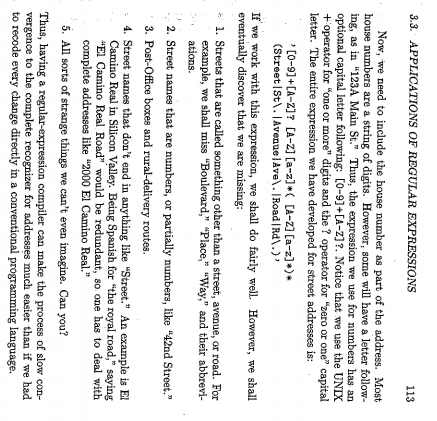 3.3. APPLICATIONS OF REGULAR EXPRESSIONS 113
Now, we need to include the house number as part of the address. Most
house numbers are a string of digits. However, some will have a letter follow-
ing, as in "123A Main St." Thus, the expression we use for numbers has an
optional capital letter following: [0-9]+[A-Z]?. Notice that we use the UNIX
+ operator for "one or more" digits and the ? operator for "zero or one" capital
letter. The entire expression we have developed for street addresses is:
'[0-9]+[A-Z]? [A-Z][a-z]*( [A-Z][a-z]*)*
(Street|St\.|Avenue|Ave\.|Road|Rd\.)'
If we work with this expression, we shall do fairly well. However, we shall
eventually discover that we are missing:
1. Streets that are called something other than a street, avenue, or road. For
example, we shall miss "Boulevard," "Place," "Way," and their abbrevi-
ations.
2. Street names that are numbers, or partially numbers, like "42nd Street."
3. Post-Office boxes and rural-delivery routes.
4. Street names that don't end in anything like "Street." An example is El
Camino Real in Silicon Valley. Being Spanish for "the royal road," saying
"El Camino Real Road" would be redundant, so one has to deal with
complete addresses like "2000 El Camino Real."
5. All sorts of strange things we can't even imagine. Can you?
Thus, having a regular-expression compiler can make the process of slow con-
vergence to the complete recognizer for addresses much easier than if we had
to recode every change directly in a conventional programming language.